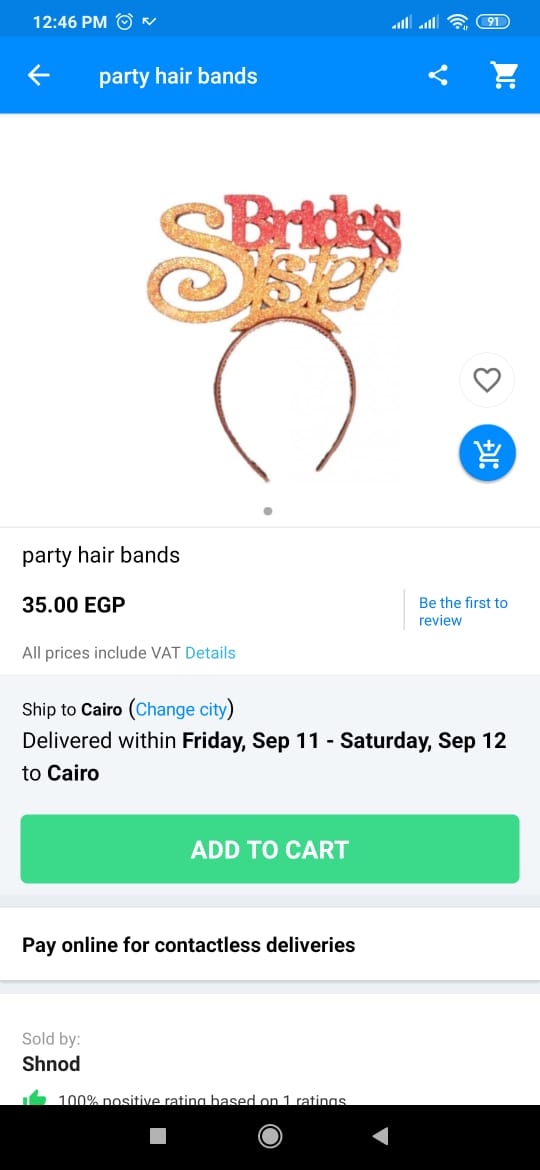 12:46 PM
91
party hair bands
Bride's
Sister
party hair bands
35.00 EGP
Be the first to
review
All prices include VAT Details
Ship to Cairo (Change city)
Delivered within Friday, Sep 11 - Saturday, Sep 12
to Cairo
ADD TO CART
Pay online for contactless deliveries
Sold by:
Shnod
100% positive rating based on 1 ratings